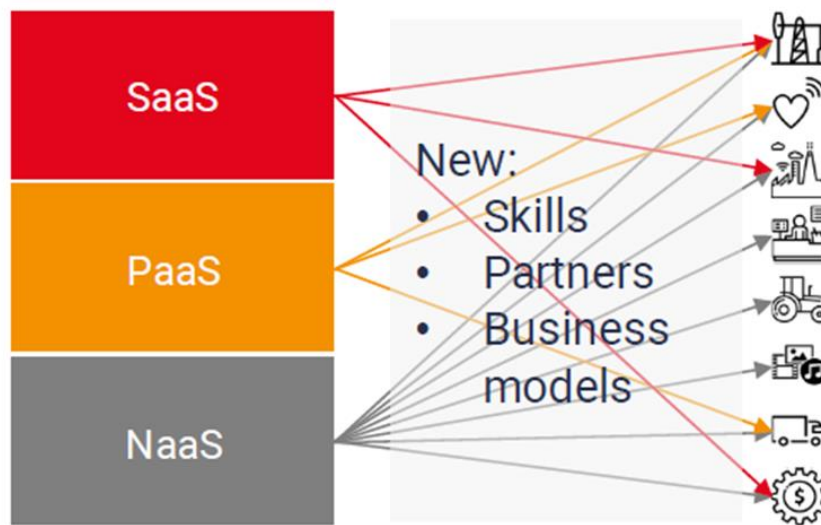 SaaS
PaaS
NaaS
New:
• Skills
• Partners
• Business
models
$